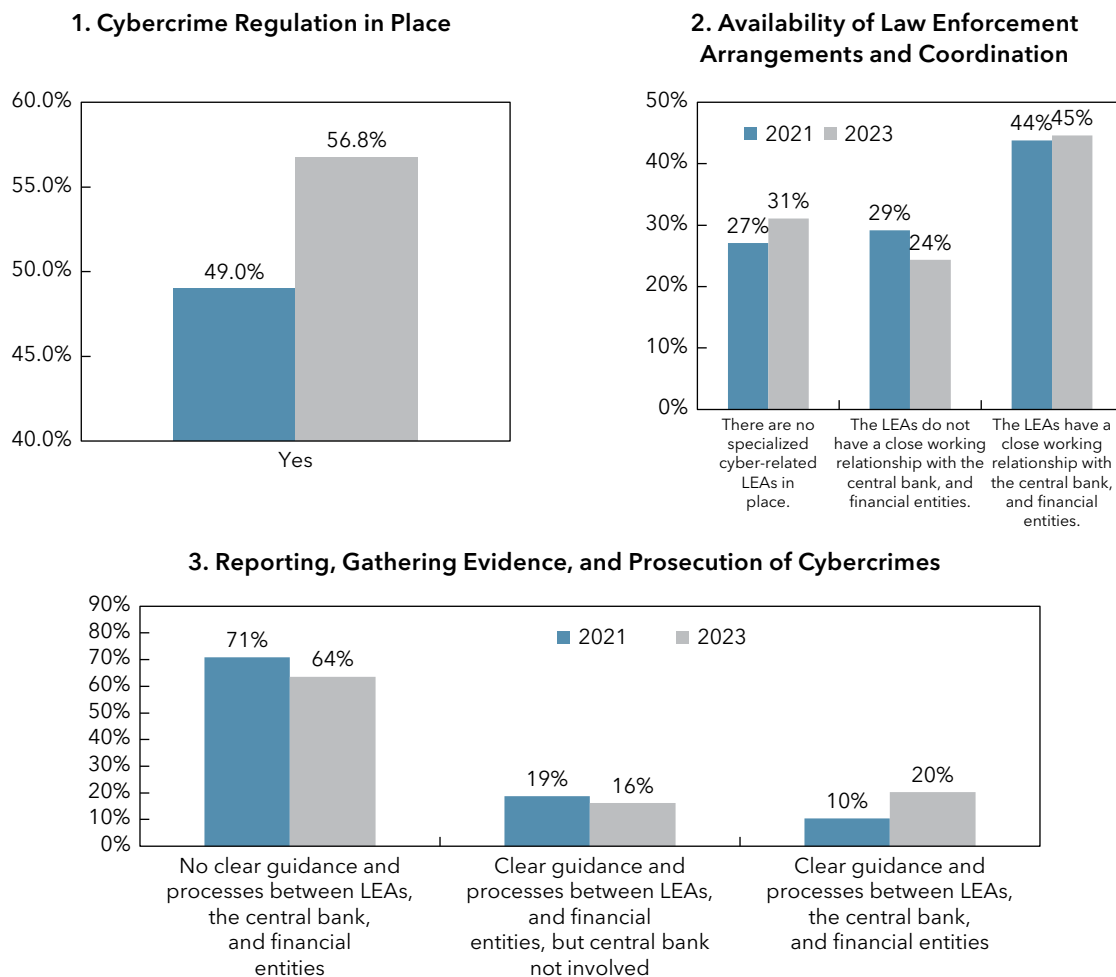 1. Cybercrime Regulation in Place
60.0%
55.0%
50.0%
45.0%
40.0%
49.0%
56.8%
Yes
2. Availability of Law Enforcement
Arrangements and Coordination
50%
40%
30%
20%
10%
0%
2021 2023
27%
31%
29%
24%
44%
45%
There are no
specialized
cyber-related
LEAs in
place.
The LEAs do not
have a close working
relationship with the
central bank, and
financial entities.
The LEAs have a
close working
relationship with
the central bank,
and financial
entities.
3. Reporting, Gathering Evidence, and Prosecution of Cybercrimes
90%
80%
70%
60%
50%
40%
30%
20%
10%
0%
2021 2023
71%
64%
19%
16%
10%
20%
No clear guidance and
processes between LEAs,
the central bank,
and financial
entities
Clear guidance and
processes between LEAs,
and financial
entities, but central bank
not involved
Clear guidance and
processes between LEAs,
the central bank,
and financial entities